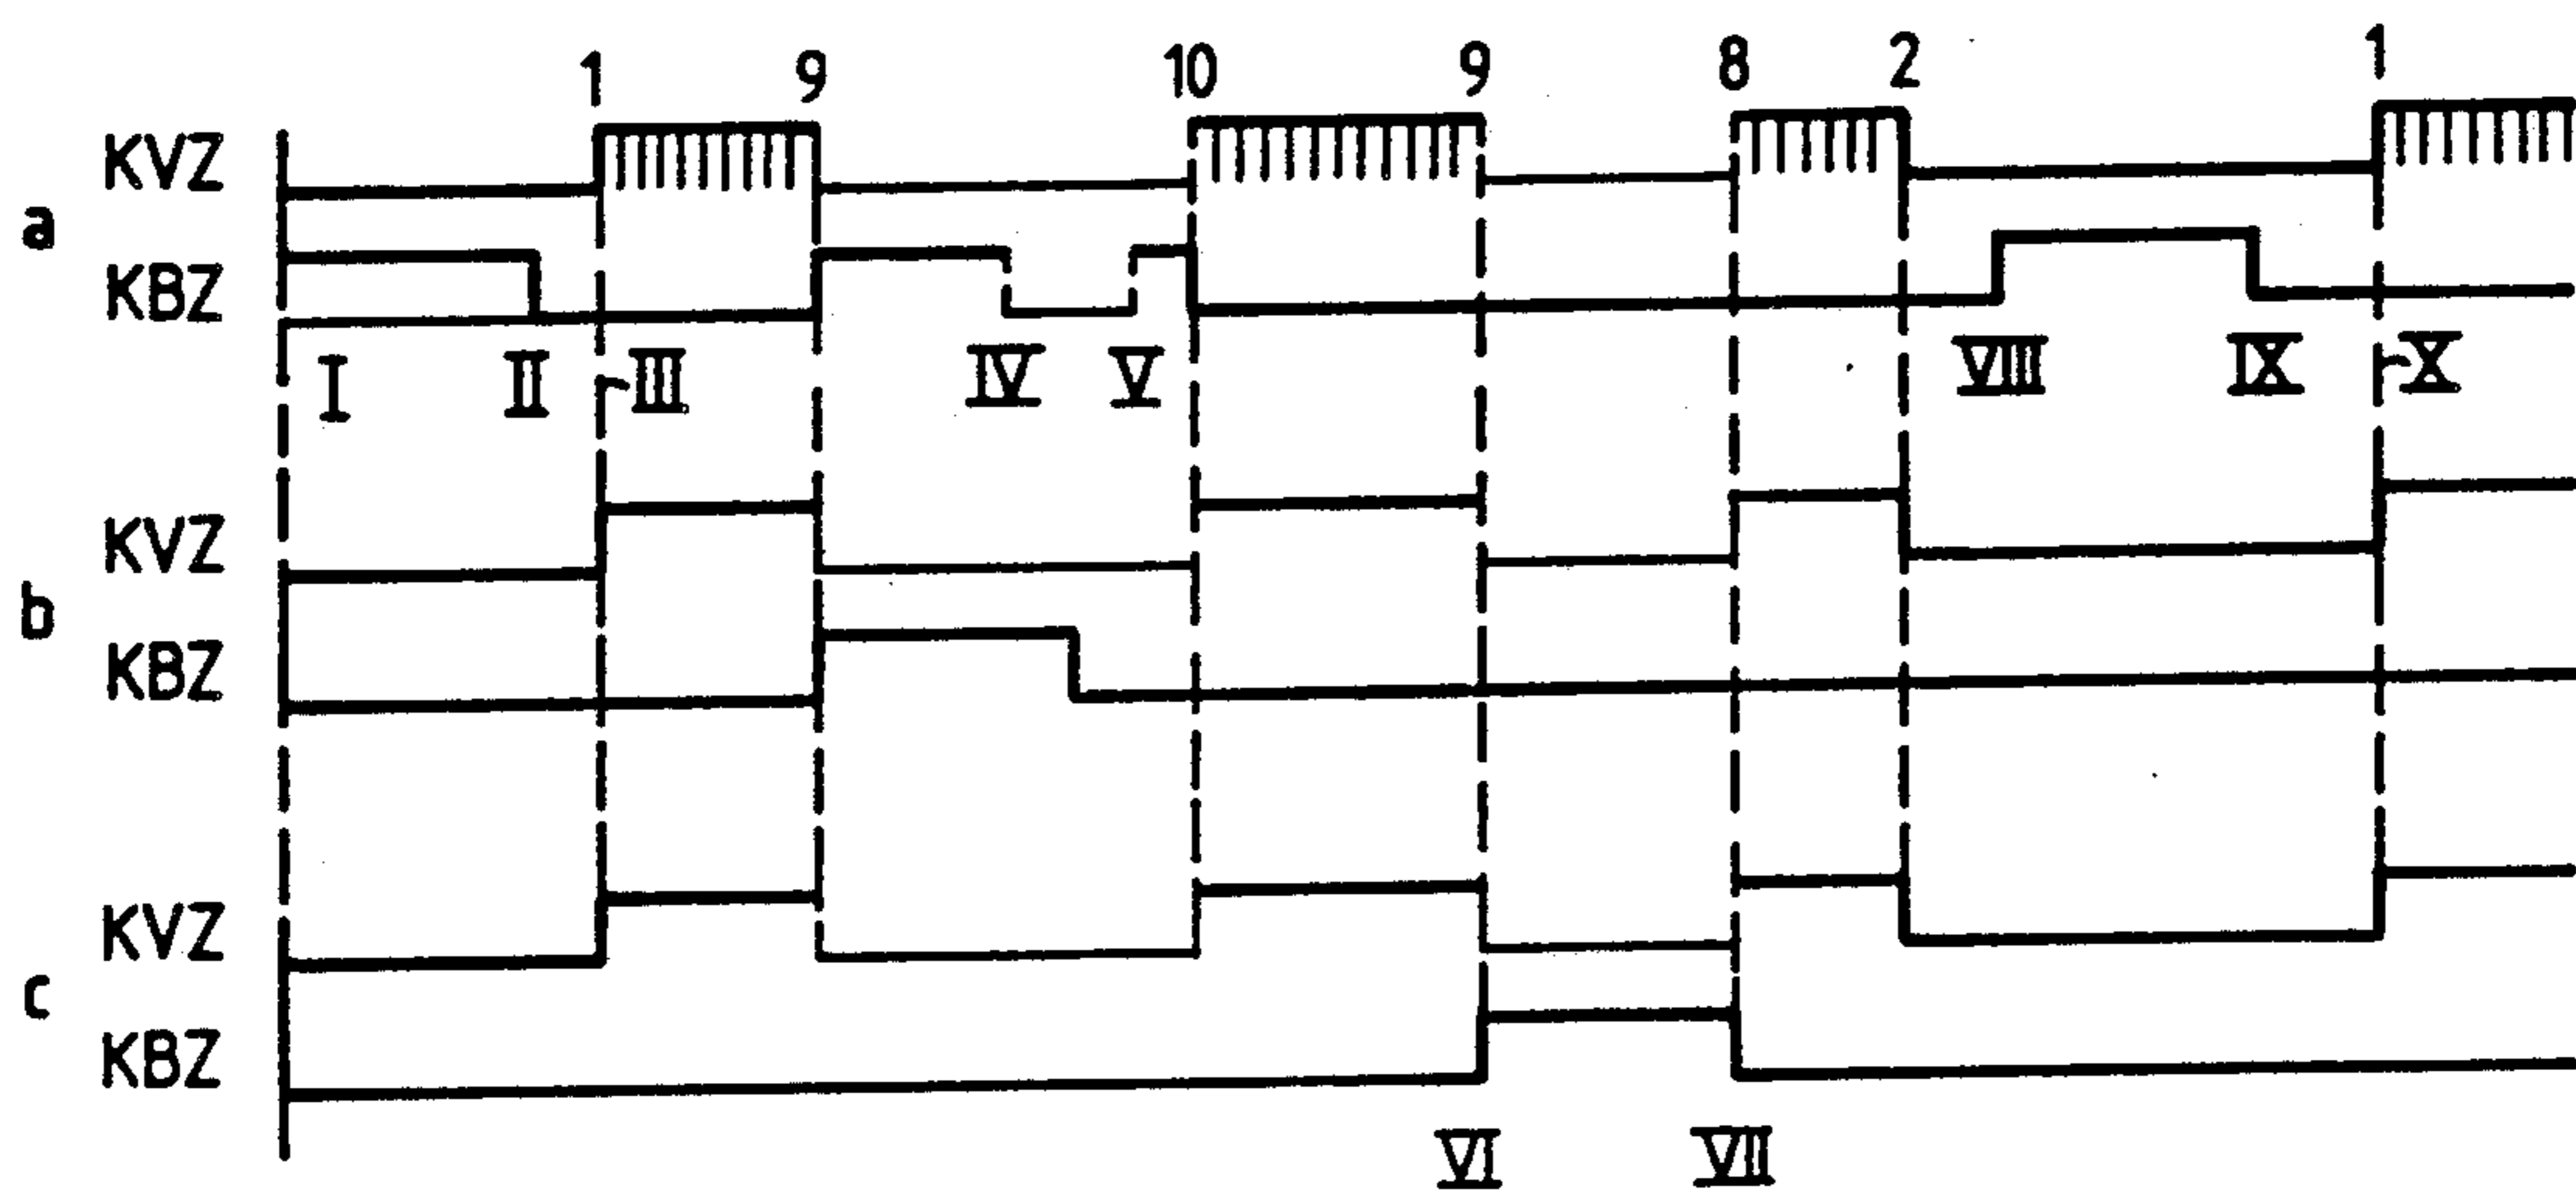 1 9 10 9 8 2 1
KVZ
a
KBZ
I II III IV V VIII IX X
KVZ
b
KBZ
KVZ
c
KBZ
VI VII